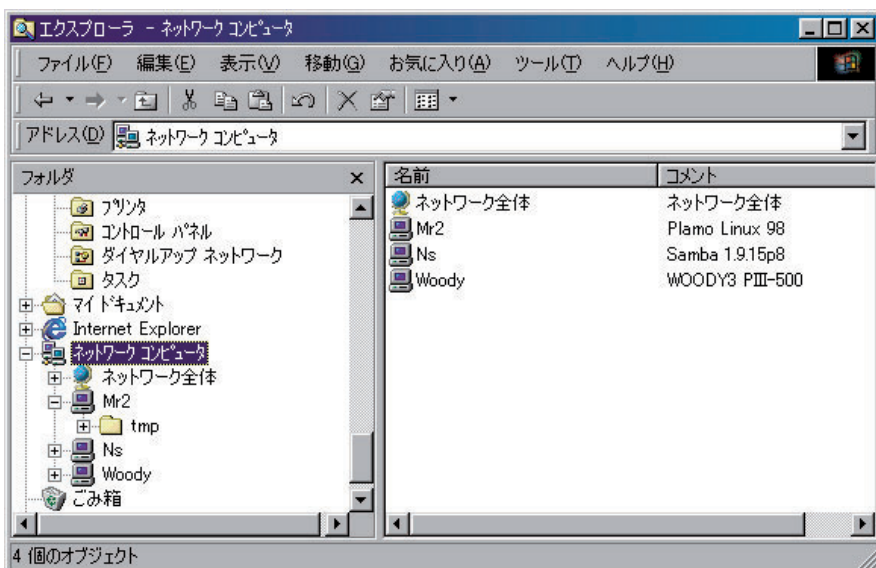 エクスプローラ - ネットワーク コンピュータ
ファイル(F) 編集(E) 表示(V) 移動(G) お気に入り(A) ツール(T) ヘルプ(H)
アドレス(D) ネットワーク コンピュータ
フォルダ
プリンタ
コントロール パネル
ダイヤルアップ ネットワーク
タスク
マイ ドキュメント
Internet Explorer
ネットワーク コンピュータ
ネットワーク全体
Mr2
tmp
Ns
Woody
ごみ箱
名前 コメント
ネットワーク全体 ネットワーク全体
Mr2 Plamo Linux 98
Ns Samba 1.9.15p8
Woody WOODY3 PIII-500
4 個のオブジェクト